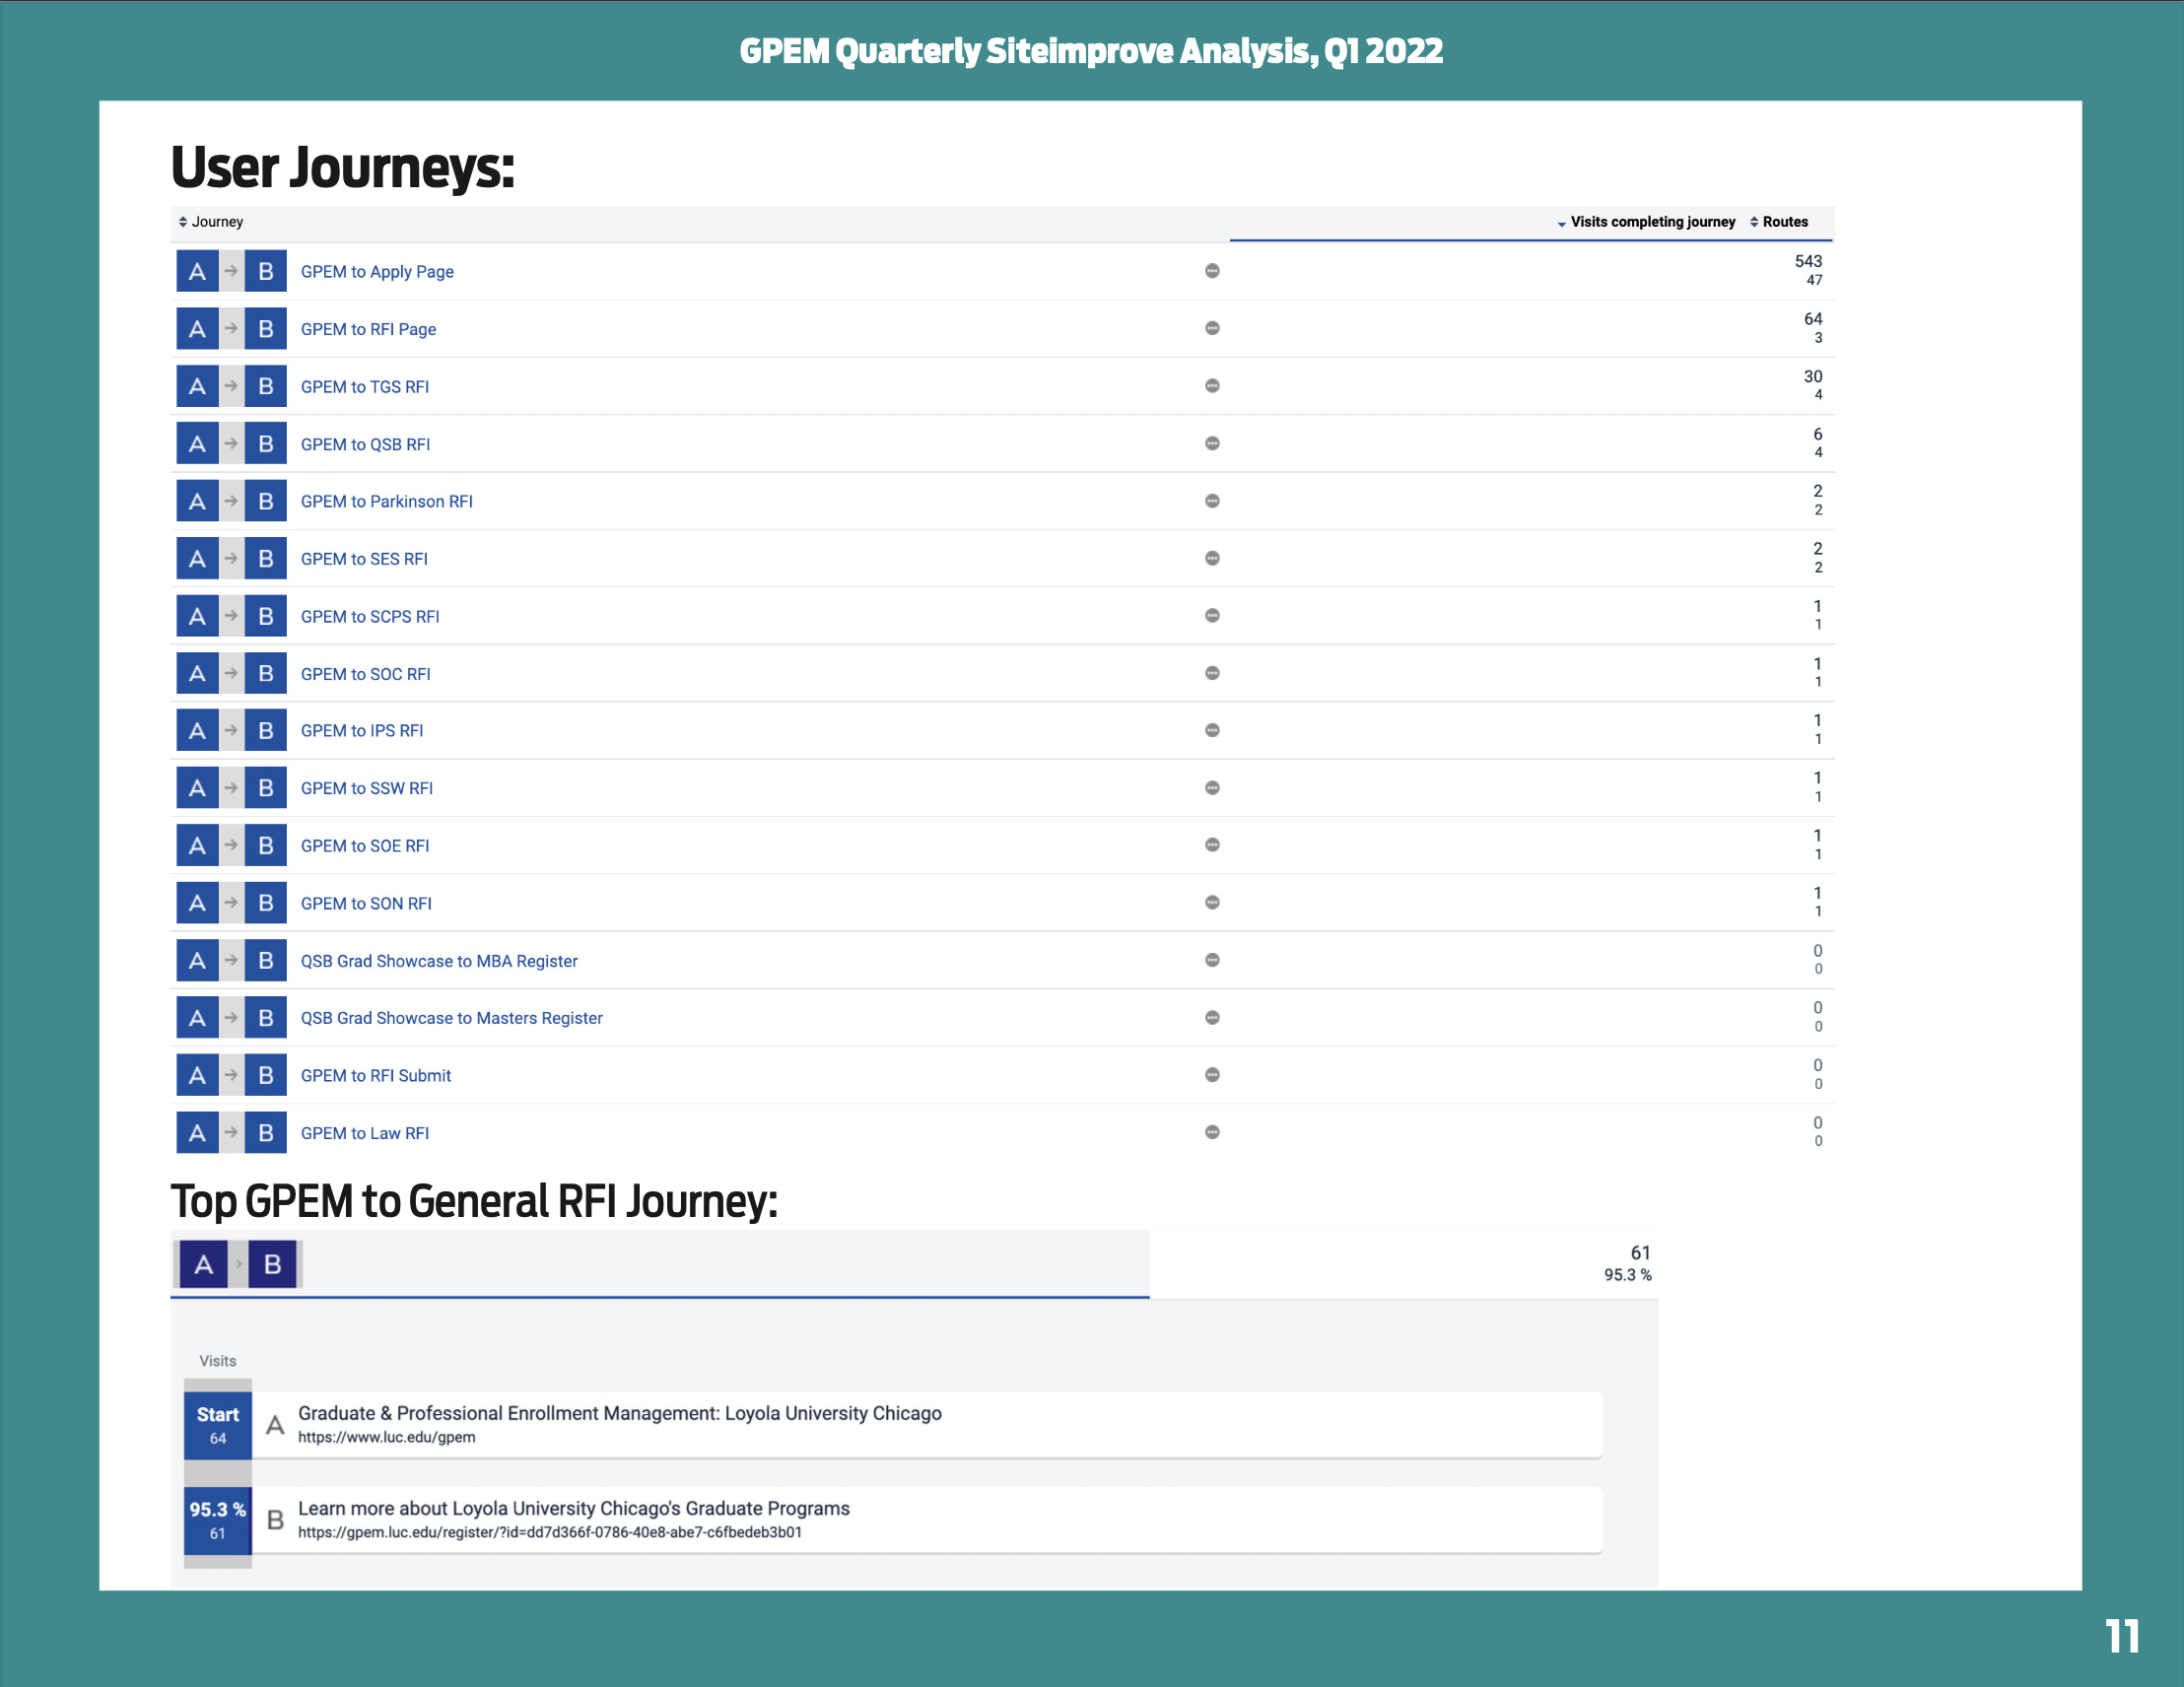 GPEM Quarterly Siteimprove Analysis, Q1 2022
User Journeys:
Journey Visits completing journey Routes
A → B GPEM to Apply Page 543
47
A → B GPEM to RFI Page 64
3
A → B GPEM to TGS RFI 30
4
A → B GPEM to QSB RFI 6
4
A → B GPEM to Parkinson RFI 2
2
A → B GPEM to SES RFI 2
2
A → B GPEM to SCPS RFI 1
1
A → B GPEM to SOC RFI 1
1
A → B GPEM to IPS RFI 1
1
A → B GPEM to SSW RFI 1
1
A → B GPEM to SOE RFI 1
1
A → B GPEM to SON RFI 1
1
A → B QSB Grad Showcase to MBA Register 0
0
A → B QSB Grad Showcase to Masters Register 0
0
A → B GPEM to RFI Submit 0
0
A → B GPEM to Law RFI 0
0
Top GPEM to General RFI Journey:
A > B 61
95.3 %
Visits
Start A Graduate & Professional Enrollment Management: Loyola University Chicago
64 https://www.luc.edu/gpem
95.3 % B Learn more about Loyola University Chicago's Graduate Programs
61 https://gpem.luc.edu/register/?id=dd7d366f-0786-40e8-abe7-c6fbedeb3b01
11